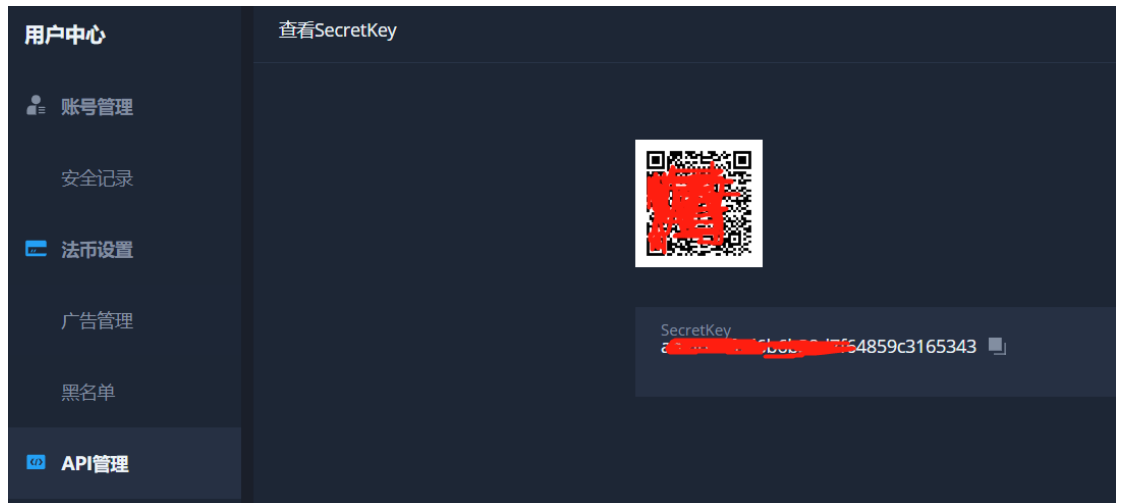 用户中心
账号管理
安全记录
法币设置
广告管理
黑名单
API管理
查看SecretKey
SecretKey
64859c3165343